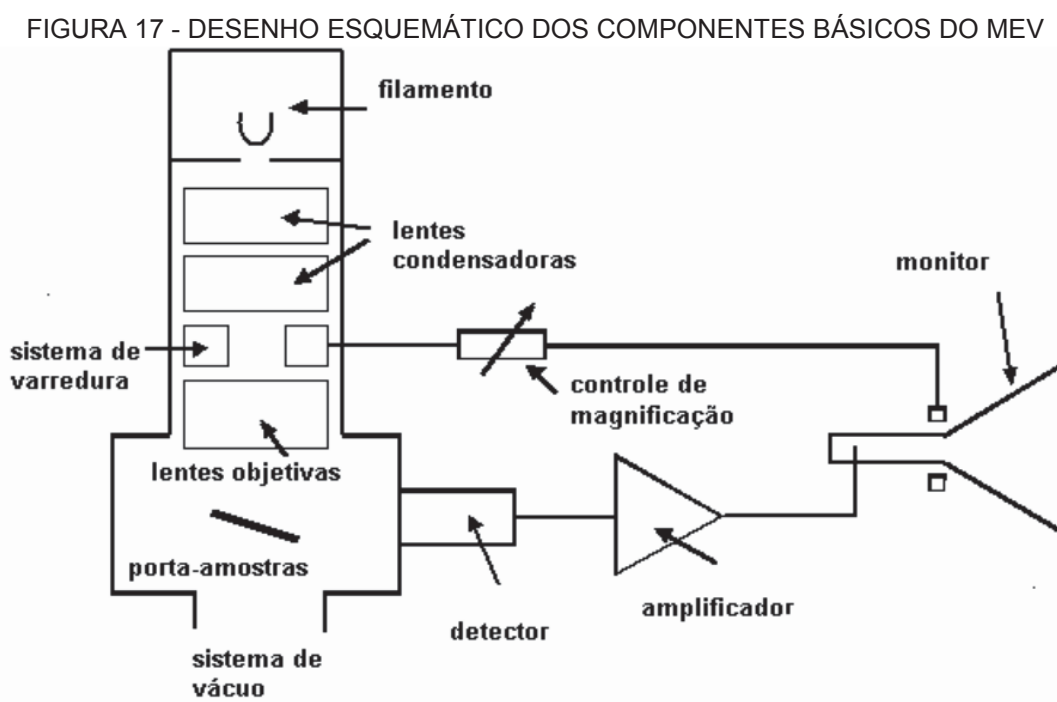 FIGURA 17 - DESENHO ESQUEMÁTICO DOS COMPONENTES BÁSICOS DO MEV
filamento
lentes
condensadoras
monitor
sistema de
varredura
controle de
magnificação
lentes objetivas
porta-amostras
amplificador
detector
sistema de
vácuo